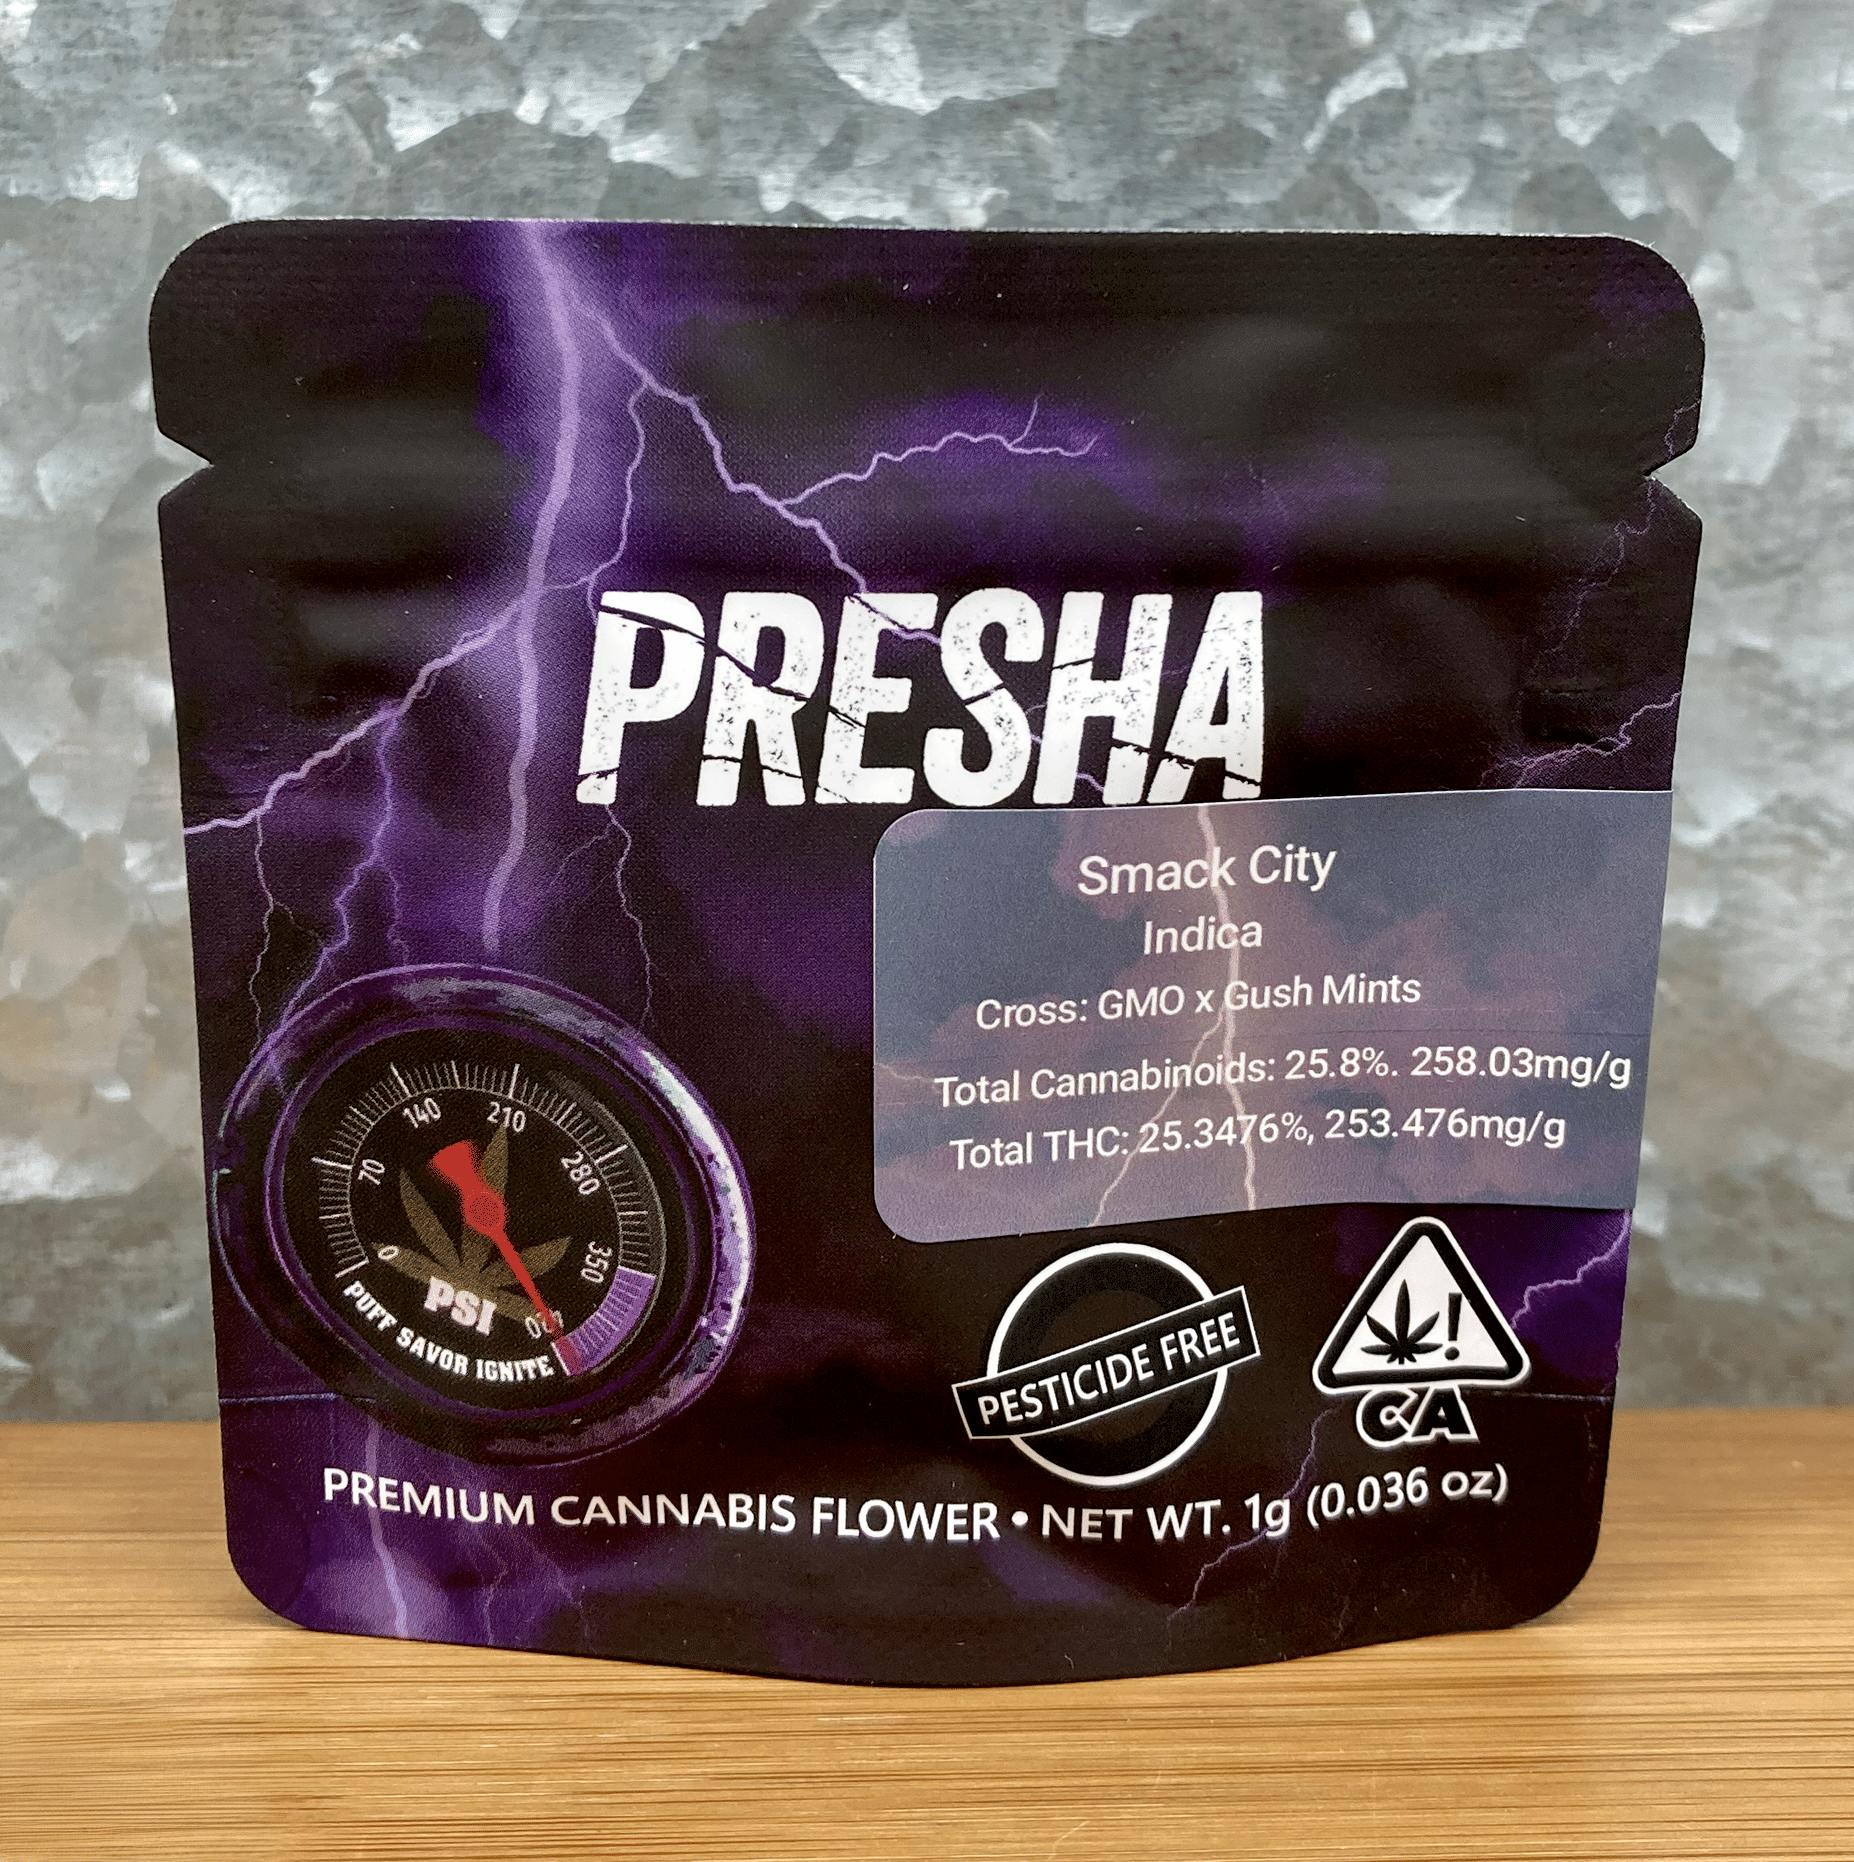 PRESHA
Smack City
Indica
Cross: GMO x Gush Mints
Total Cannabinoids: 25.8%. 258.03mg/g
Total THC: 25.3476%, 253.476mg/g
0
70
140
210
280
350
PSI
PUFF SAVOR IGNITE
PESTICIDE FREE
!
CA
PREMIUM CANNABIS FLOWER • NET WT. 1g (0.036 oz)